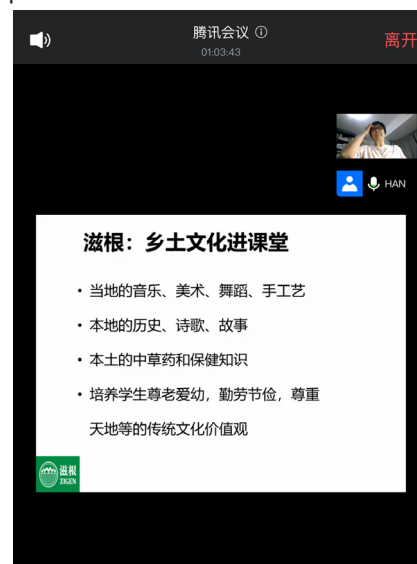 腾讯会议
01:03:43
离开
HAN
滋根：乡土文化进课堂
• 当地的音乐、美术、舞蹈、手工艺
• 本地的历史、诗歌、故事
• 本土的中草药和保健知识
• 培养学生尊老爱幼，勤劳节俭，尊重
天地等的传统文化价值观
滋根
ZIGEN